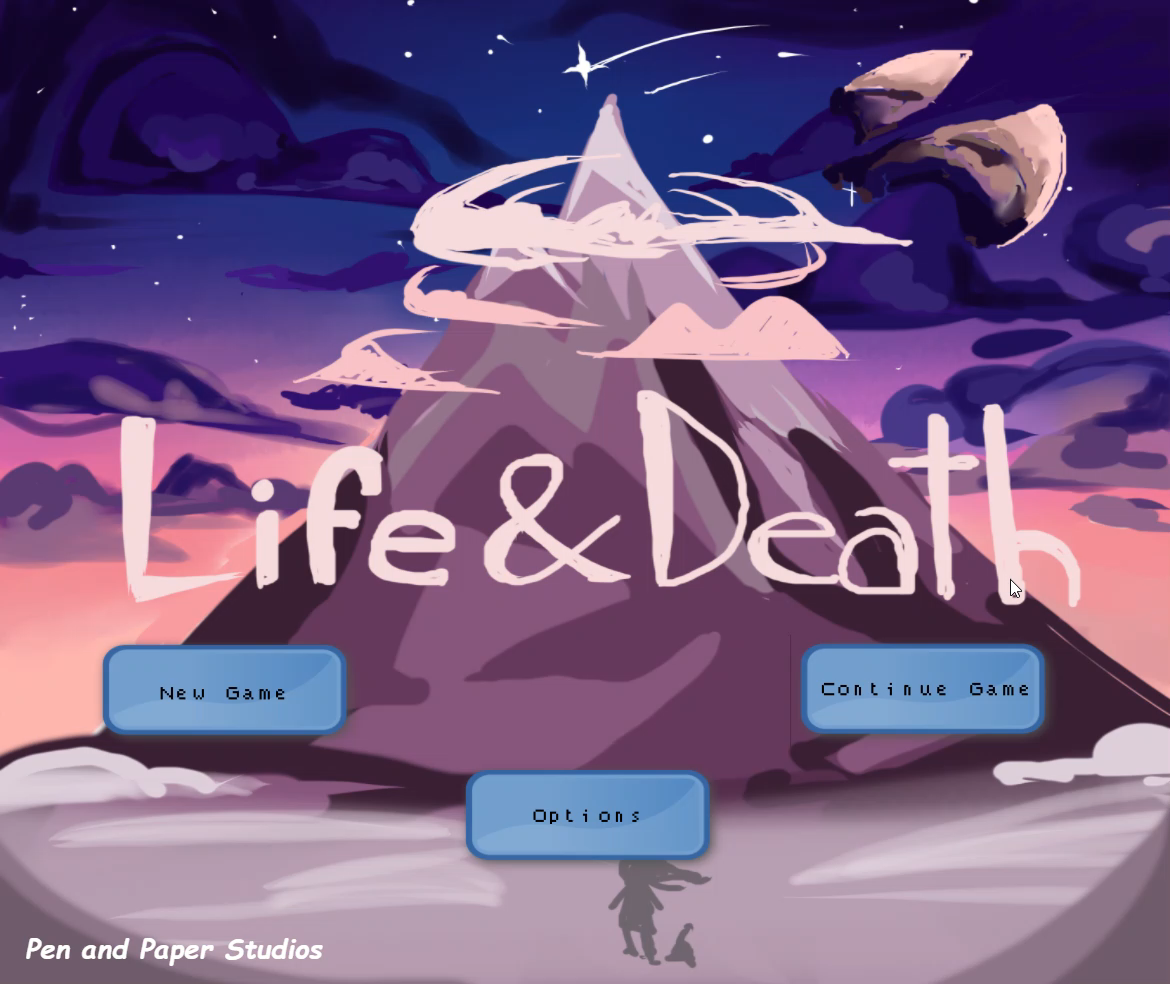 Life & Death
New Game
Continue Game
Options
Pen and Paper Studios